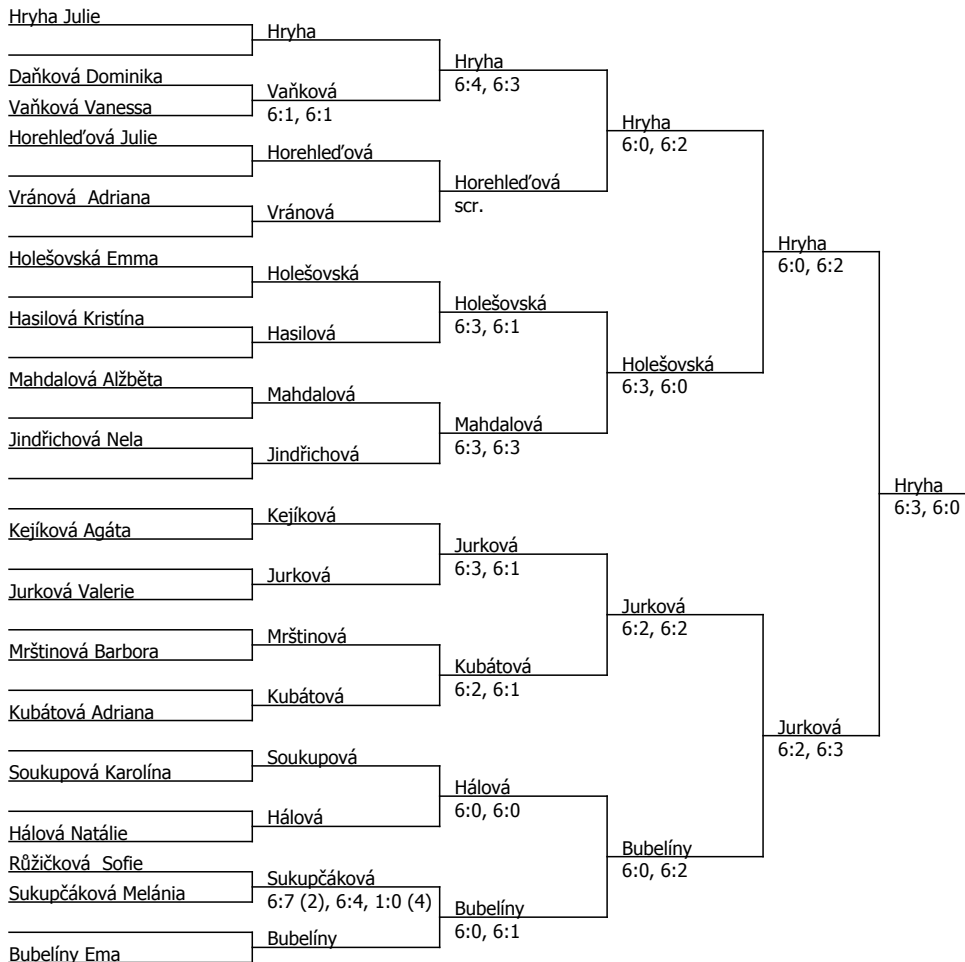 Hryha Julie
Daňková Dominika
Vaňková Vanessa
Horehleďová Julie
Vránová  Adriana
Holešovská Emma
Hasilová Kristína
Mahdalová Alžběta
Jindřichová Nela
Kejíková Agáta
Jurková Valerie
Mrštinová Barbora
Kubátová Adriana
Soukupová Karolína
Hálová Natálie
Růžičková  Sofie
Sukupčáková Melánia
Bubelíny Ema
Hryha
Vaňková
6:1, 6:1
Horehleďová
Vránová
Holešovská
Hasilová
Mahdalová
Jindřichová
Kejíková
Jurková
Mrštinová
Kubátová
Soukupová
Hálová
Sukupčáková
6:7 (2), 6:4, 1:0 (4)
Bubelíny
Hryha
6:4, 6:3
Horehleďová
scr.
Holešovská
6:3, 6:1
Mahdalová
6:3, 6:3
Jurková
6:3, 6:1
Kubátová
6:2, 6:1
Hálová
6:0, 6:0
Bubelíny
6:0, 6:1
Hryha
6:0, 6:2
Holešovská
6:3, 6:0
Jurková
6:2, 6:2
Bubelíny
6:0, 6:2
Hryha
6:0, 6:2
Jurková
6:2, 6:3
Hryha
6:3, 6:0